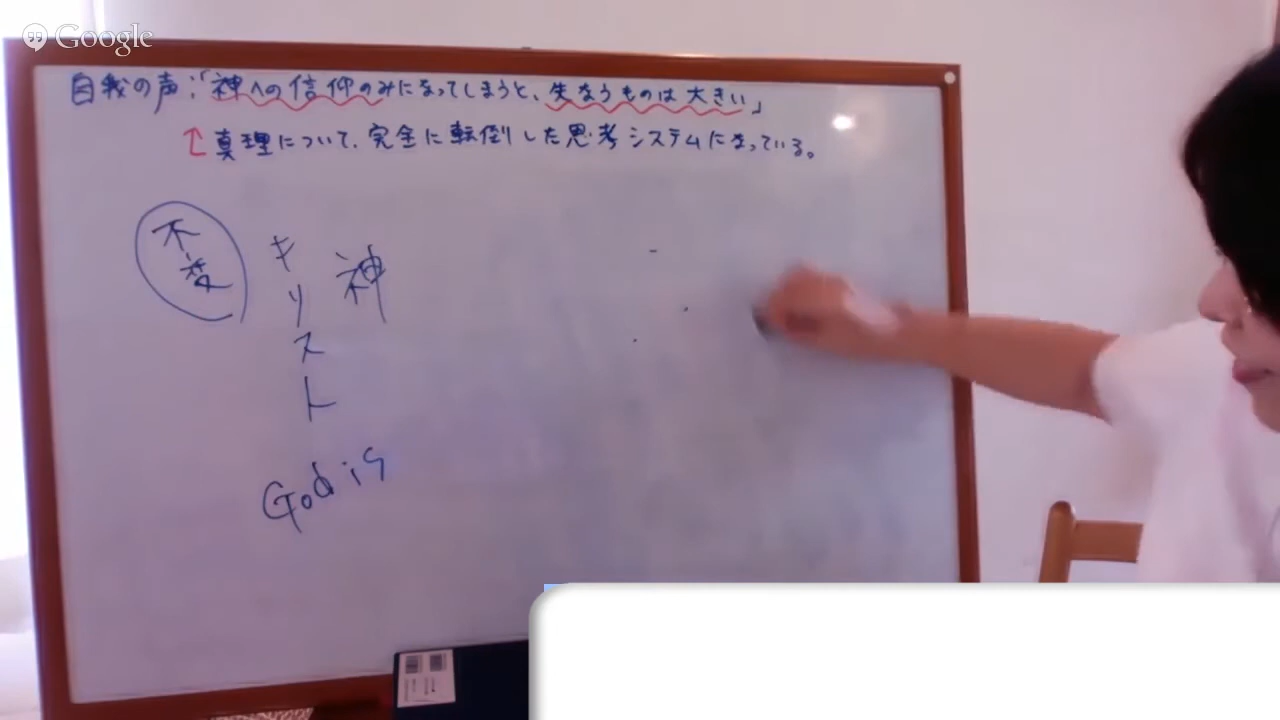 Google
自我の声:「神への信仰のみになってしまうと、失なうものは大きい」
↑真理について、完全に転倒した思考システムになっている。
不変
キリスト
神
God is